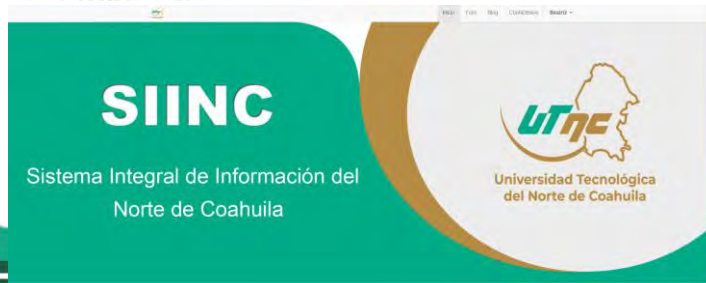 Inicio Foro Blog Contáctanos
SIINC
Sistema Integral de Información del
Norte de Coahuila
UTNC
Universidad Tecnológica
del Norte de Coahuila